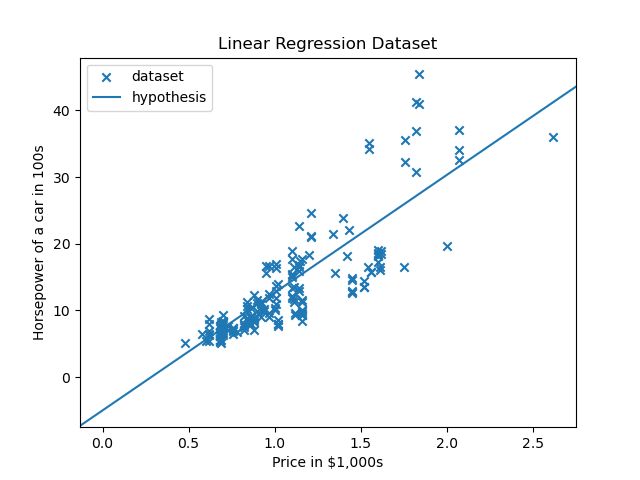 Linear Regression Dataset
dataset
hypothesis
40
30
20
10
0
Horsepower of a car in 100s
0.0 0.5 1.0 1.5 2.0 2.5
Price in $1,000s